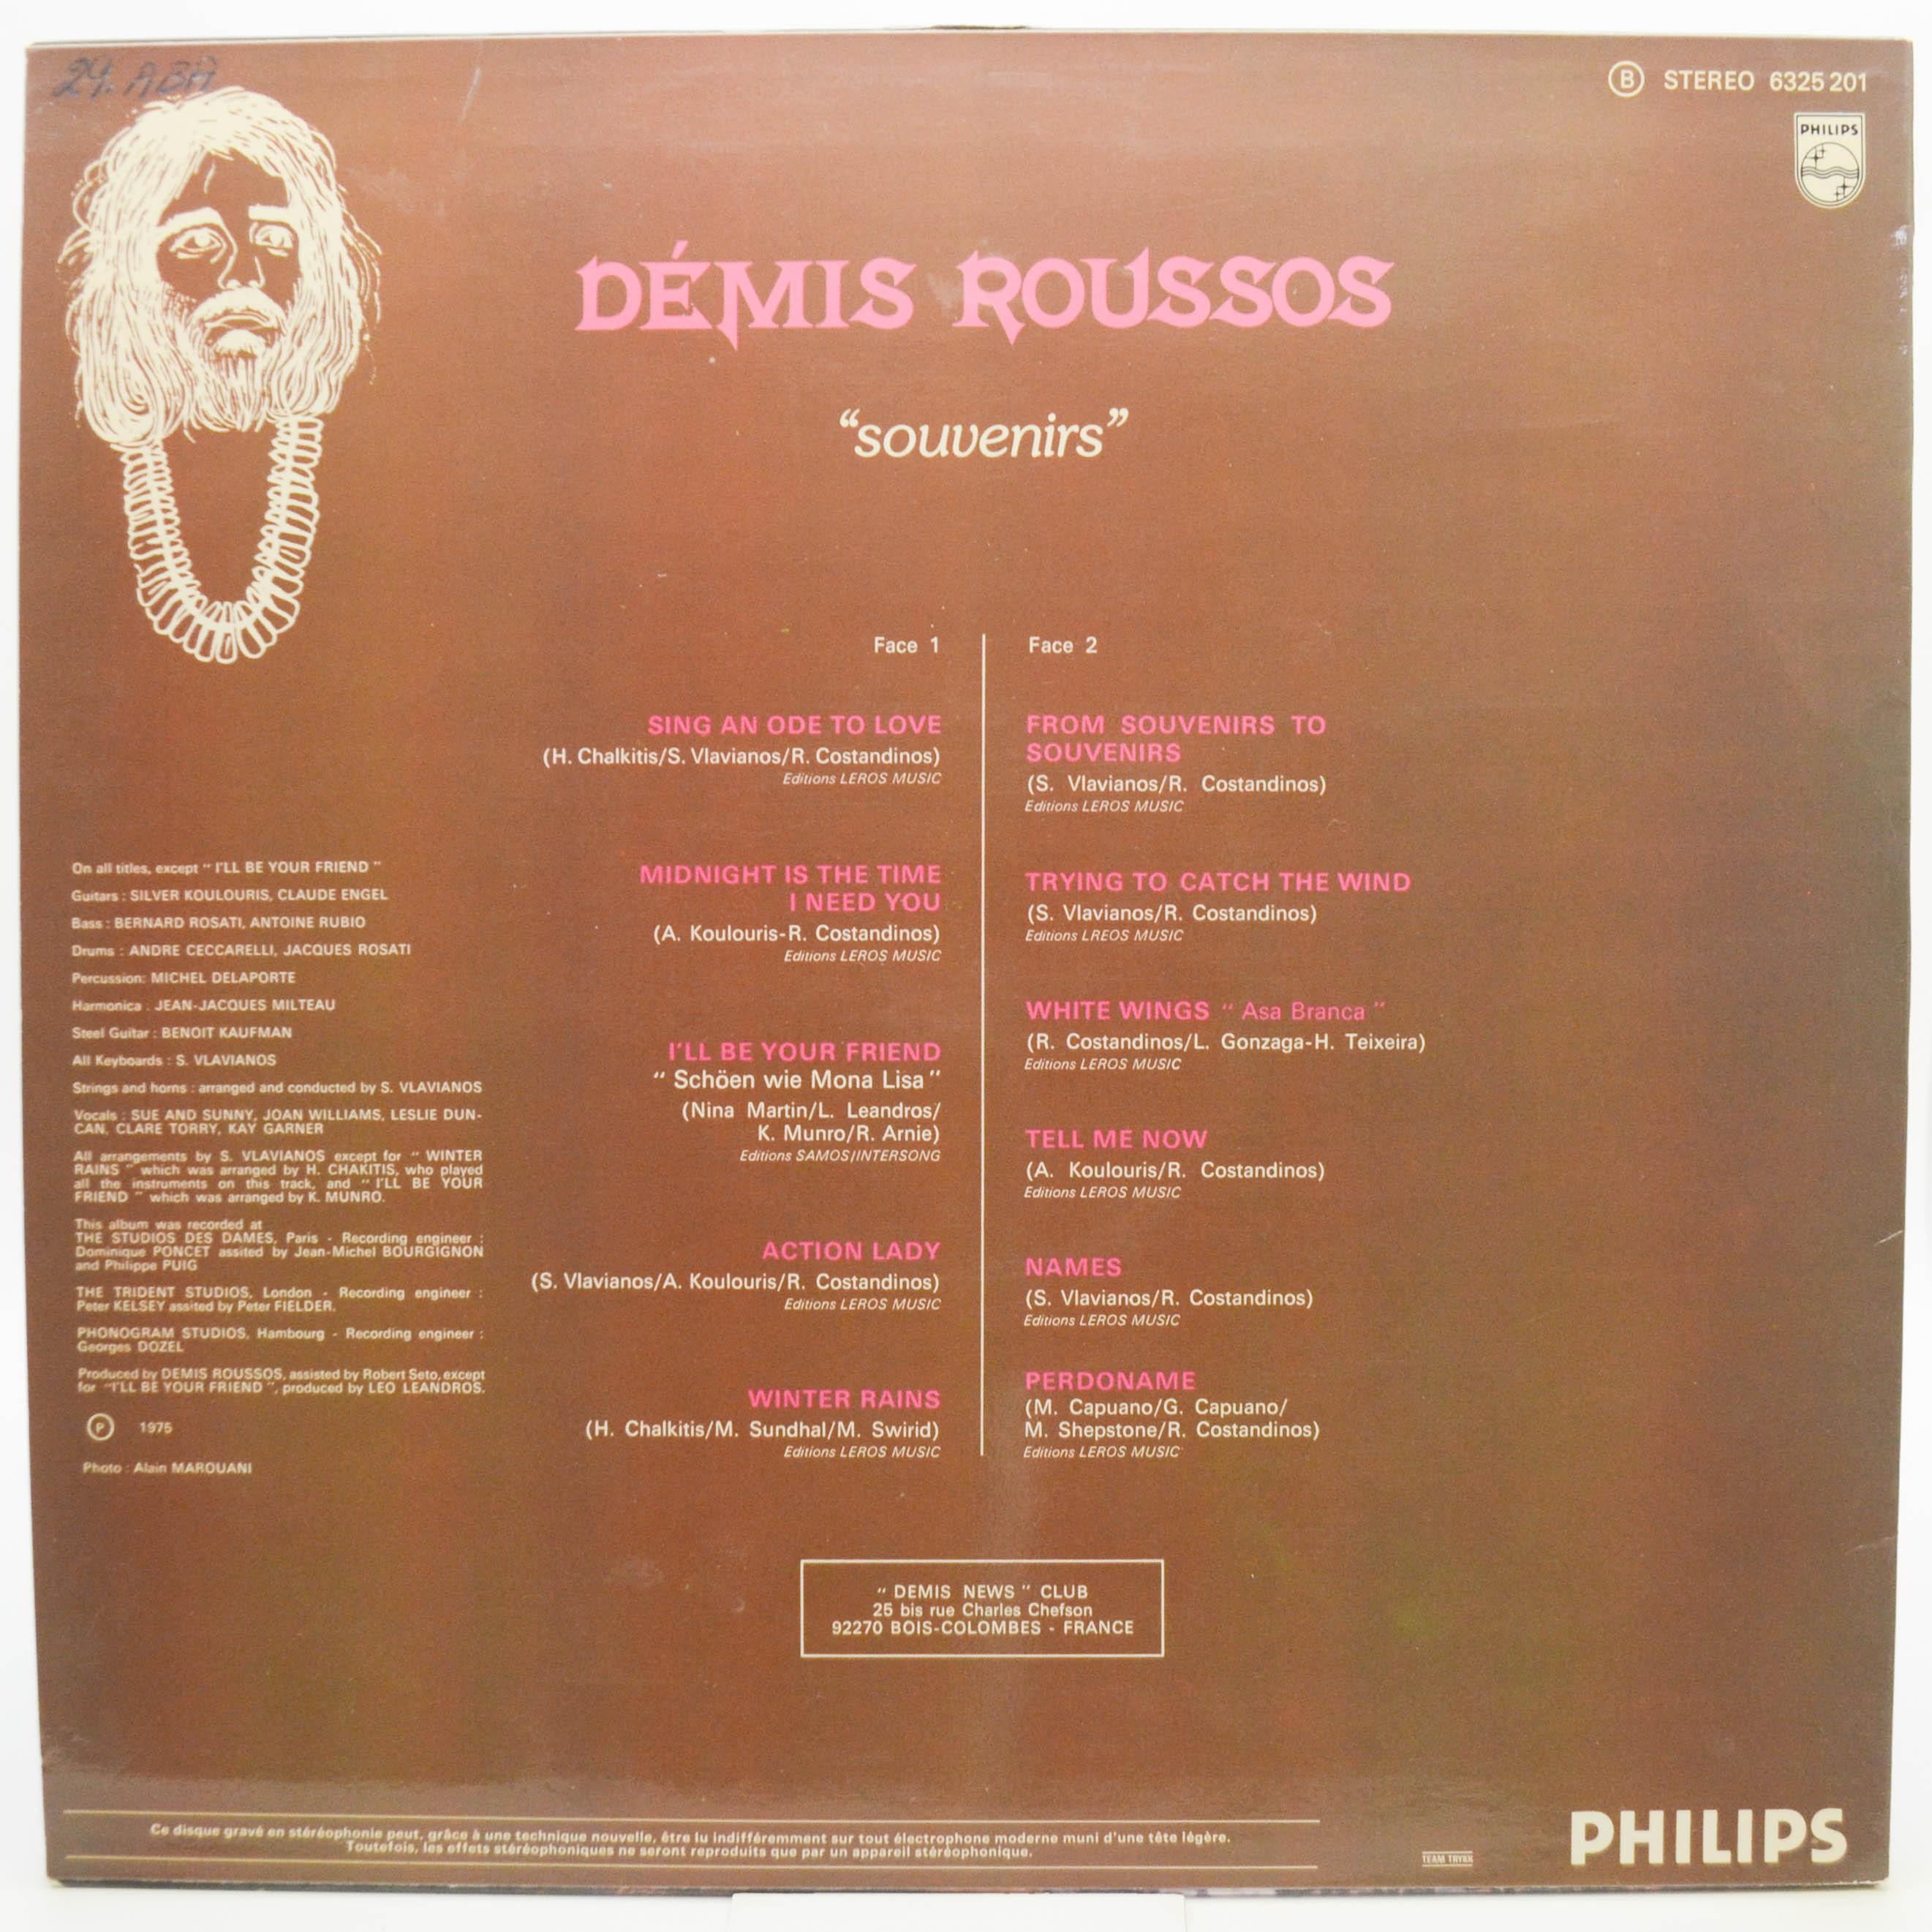 24. ABA
B STEREO 6325 201
PHILIPS
DÉMIS ROUSSOS
“souvenirs”
Face 1
SING AN ODE TO LOVE
(H. Chalkitis/S. Vlavianos/R. Costandinos)
Editions LEROS MUSIC
MIDNIGHT IS THE TIME
I NEED YOU
(A. Koulouris-R. Costandinos)
Editions LEROS MUSIC
I'LL BE YOUR FRIEND
“ Schöen wie Mona Lisa ”
(Nina Martin/L. Leandros/
K. Munro/R. Arnie)
Editions SAMOS/INTERSONG
ACTION LADY
(S. Vlavianos/A. Koulouris/R. Costandinos)
Editions LEROS MUSIC
WINTER RAINS
(H. Chalkitis/M. Sundhal/M. Swirid)
Editions LEROS MUSIC
Face 2
FROM SOUVENIRS TO
SOUVENIRS
(S. Vlavianos/R. Costandinos)
Editions LEROS MUSIC
TRYING TO CATCH THE WIND
(S. Vlavianos/R. Costandinos)
Editions LREOS MUSIC
WHITE WINGS “ Asa Branca ”
(R. Costandinos/L. Gonzaga-H. Teixeira)
Editions LEROS MUSIC
TELL ME NOW
(A. Koulouris/R. Costandinos)
Editions LEROS MUSIC
NAMES
(S. Vlavianos/R. Costandinos)
Editions LEROS MUSIC
PERDONAME
(M. Capuano/G. Capuano/
M. Shepstone/R. Costandinos)
Editions LEROS MUSIC
On all titles, except “ I'LL BE YOUR FRIEND ”
Guitars : SILVER KOULOURIS, CLAUDE ENGEL
Bass : BERNARD ROSATI, ANTOINE RUBIO
Drums : ANDRE CECCARELLI, JACQUES ROSATI
Percussion: MICHEL DELAPORTE
Harmonica : JEAN-JACQUES MILTEAU
Steel Guitar : BENOIT KAUFMAN
All Keyboards : S. VLAVIANOS
Strings and horns : arranged and conducted by S. VLAVIANOS
Vocals : SUE AND SUNNY, JOAN WILLIAMS, LESLIE DUN-
CAN, CLARE TORRY, KAY GARNER
All arrangements by S. VLAVIANOS except for “ WINTER
RAINS ” which was arranged by H. CHAKITIS, who played
all the instruments on this track, and “ I'LL BE YOUR
FRIEND ” which was arranged by K. MUNRO.
This album was recorded at
THE STUDIOS DES DAMES, Paris - Recording engineer :
Dominique PONCET assited by Jean-Michel BOURGIGNON
and Philippe PUIG
THE TRIDENT STUDIOS, London - Recording engineer :
Peter KELSEY assited by Peter FIELDER.
PHONOGRAM STUDIOS, Hambourg - Recording engineer :
Georges DOZEL
Produced by DEMIS ROUSSOS, assisted by Robert Seto, except
for “I'LL BE YOUR FRIEND ”, produced by LEO LEANDROS.
P 1975
Photo : Alain MAROUANI
“ DEMIS NEWS ” CLUB
25 bis rue Charles Chefson
92270 BOIS-COLOMBES - FRANCE
Ce disque gravé en stéréophonie peut, grâce à une technique nouvelle, être lu indifféremment sur tout électrophone moderne muni d'une tête légère.
Toutefois, les effets stéréophoniques ne seront reproduits que par un appareil stéréophonique.
TEAM TRYKK
PHILIPS